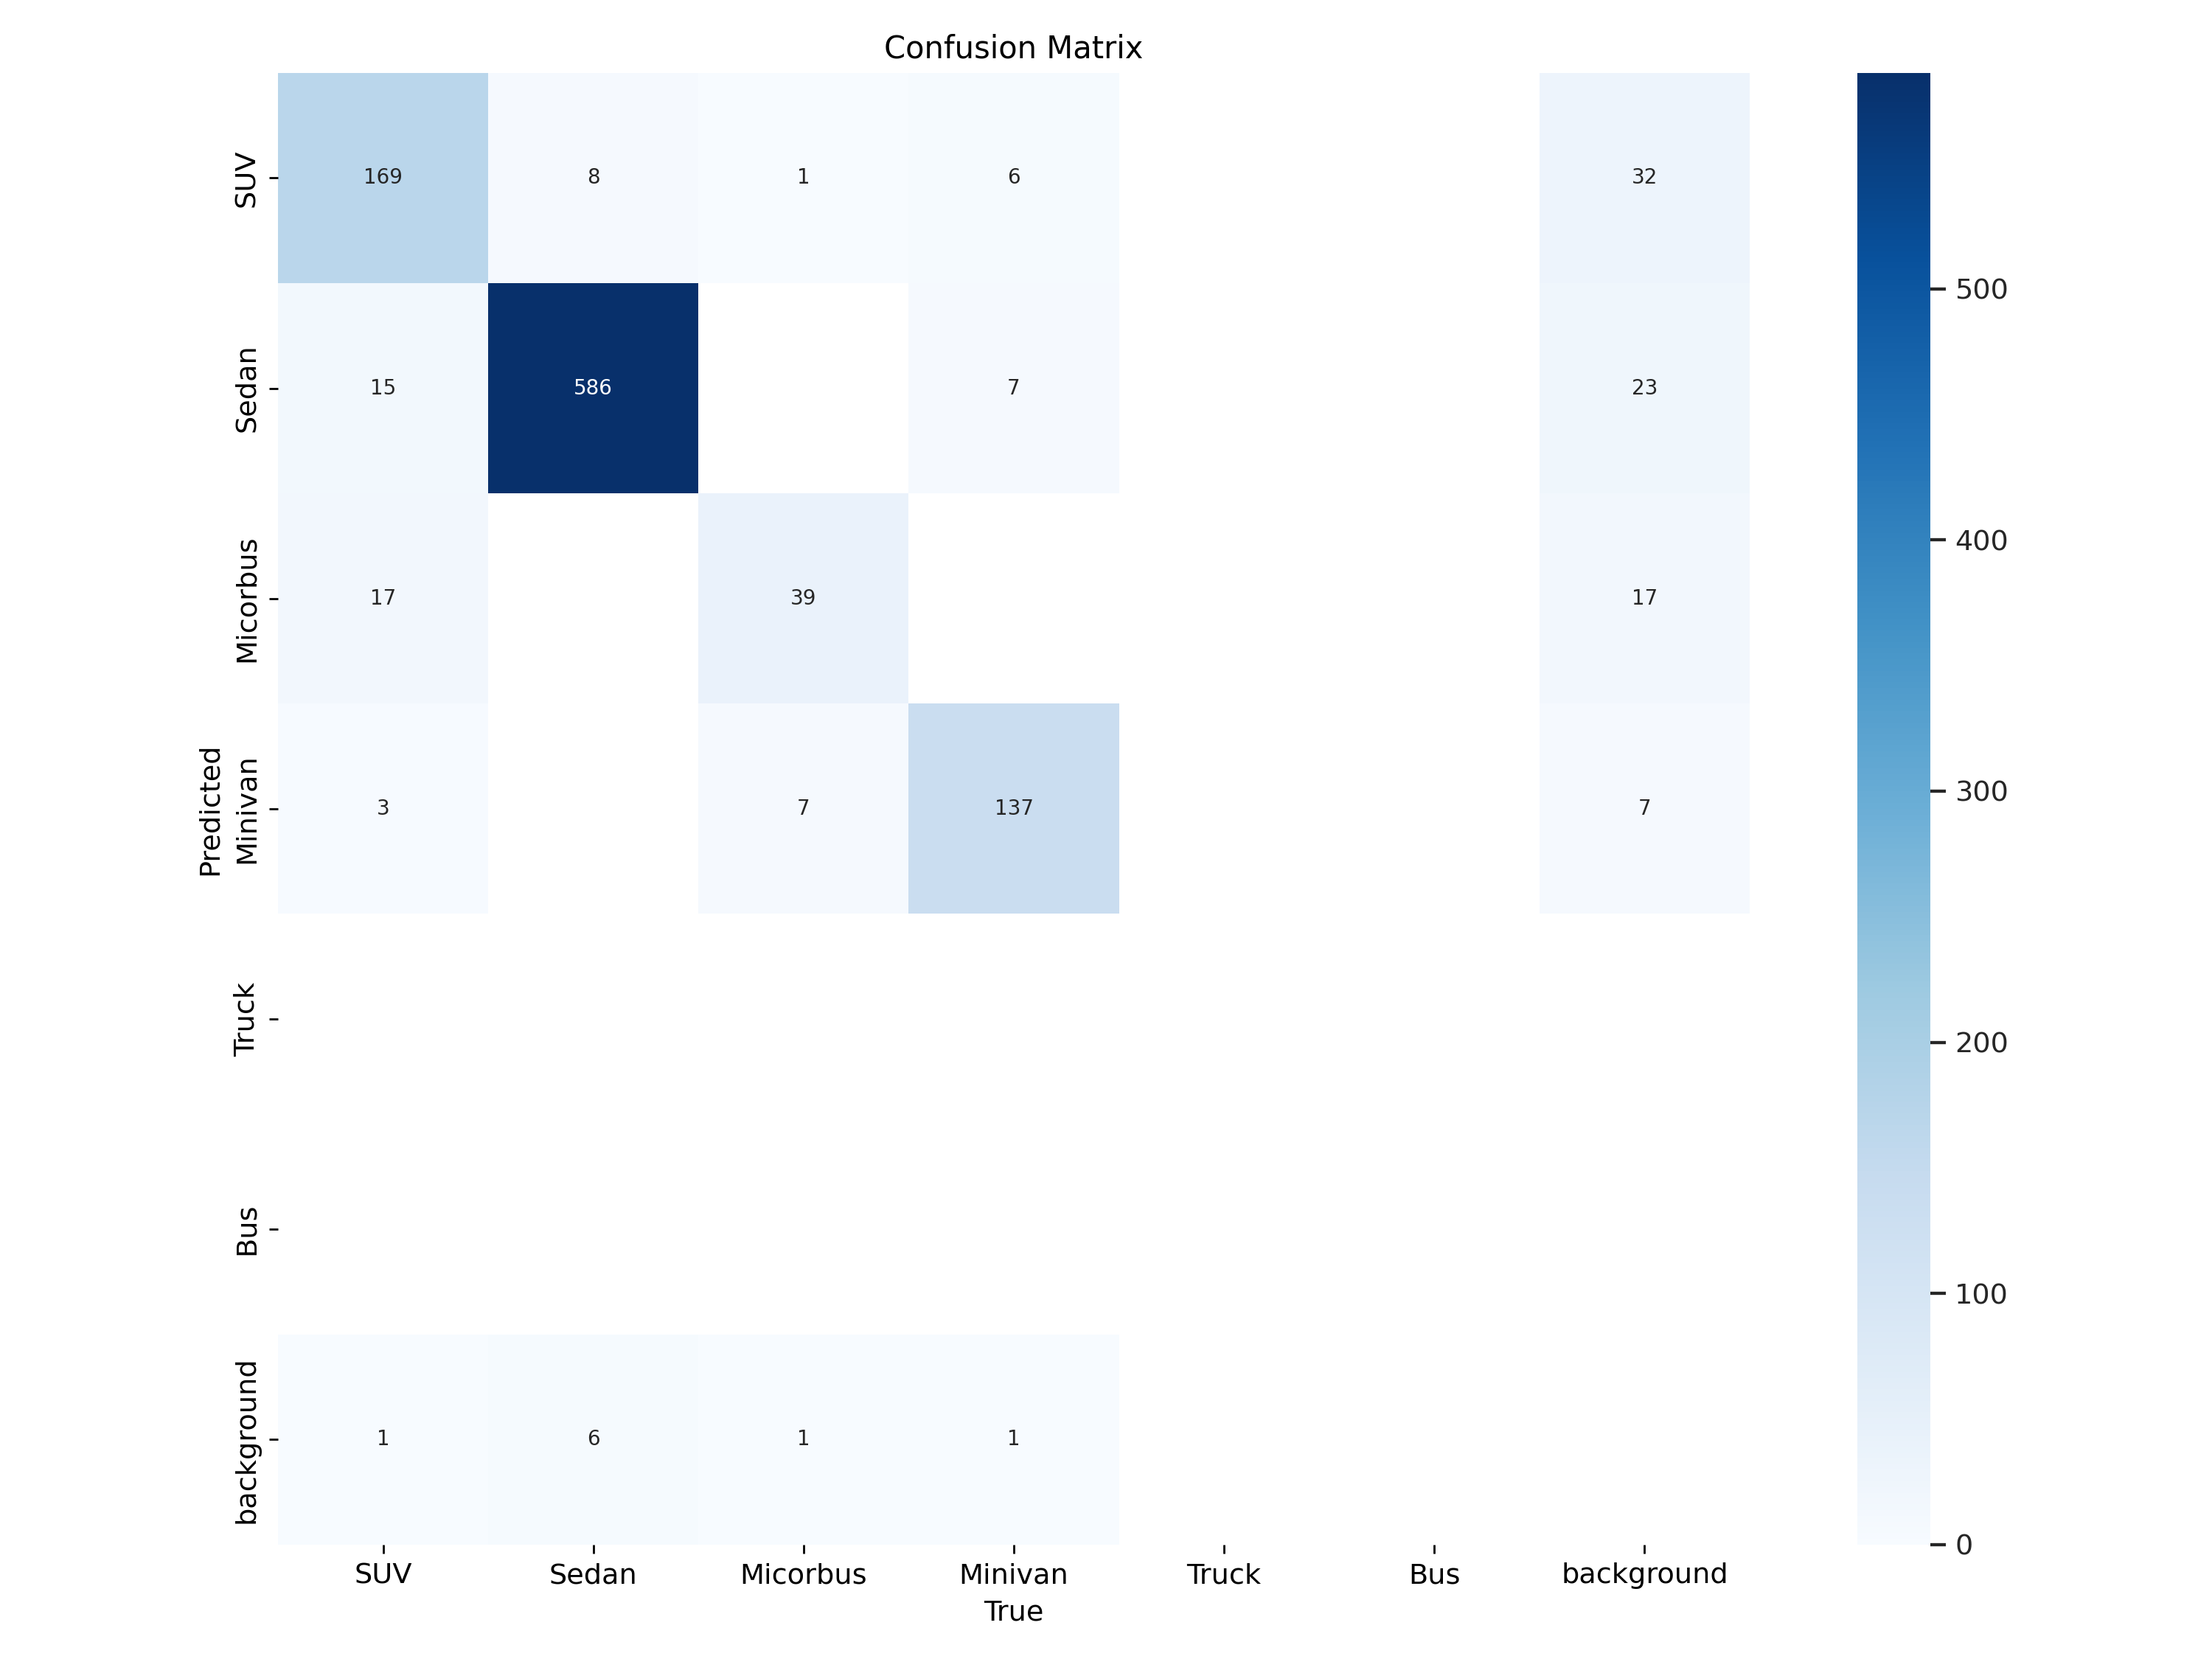 Confusion Matrix
SUV 169 8 1 6 32
Sedan 15 586 7 23
Micorbus 17 39 17
Minivan 3 7 137 7
Truck
Bus
background 1 6 1 1
Predicted
SUV Sedan Micorbus Minivan Truck Bus background
True
500
400
300
200
100
0